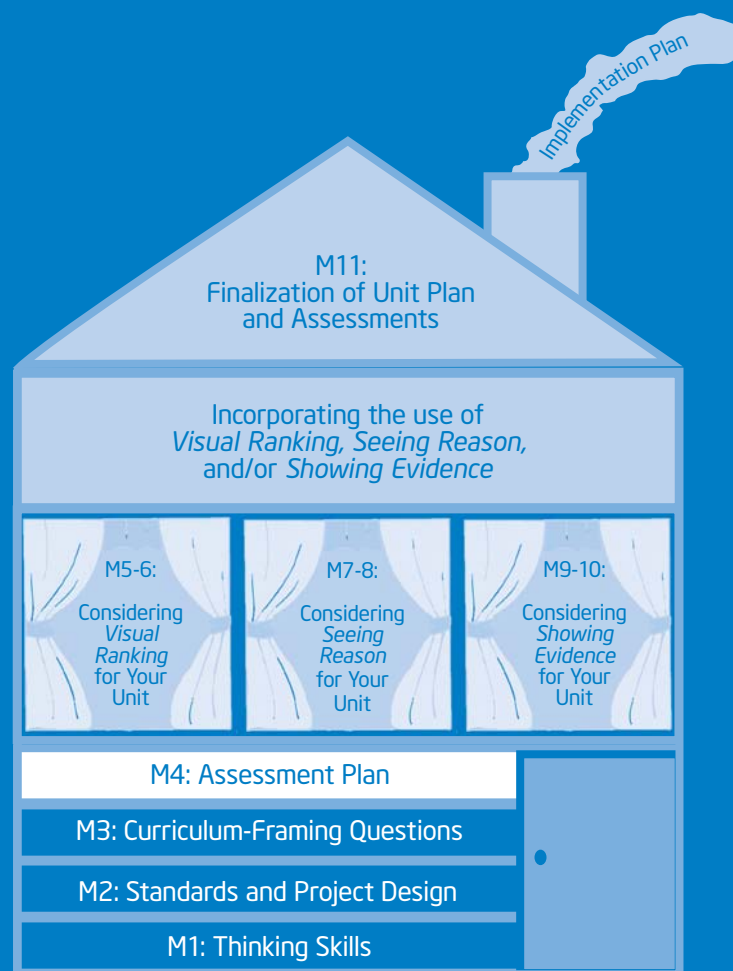 Implementation Plan
M11:
Finalization of Unit Plan
and Assessments
Incorporating the use of
Visual Ranking, Seeing Reason,
and/or Showing Evidence
M5-6:
Considering
Visual
Ranking
for Your
Unit
M7-8:
Considering
Seeing
Reason
for Your
Unit
M9-10:
Considering
Showing
Evidence
for Your
Unit
M4: Assessment Plan
M3: Curriculum-Framing Questions
M2: Standards and Project Design
M1: Thinking Skills